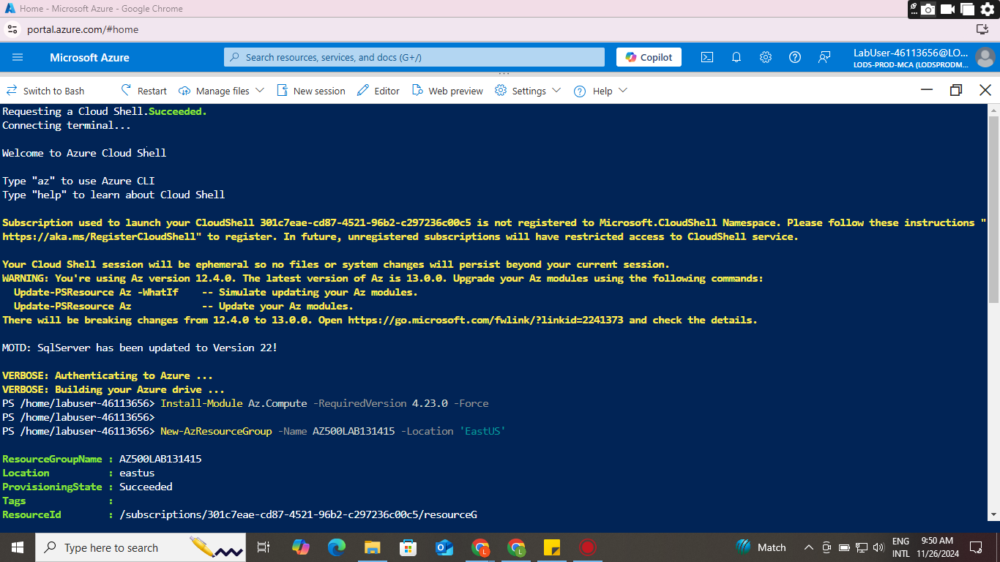 Home - Microsoft Azure - Google Chrome
portal.azure.com/#home
Microsoft Azure
Search resources, services, and docs (G+/)
Copilot
LabUser-46113656@LO...
LODS-PROD-MCA (LODSPRODM...
Switch to Bash
Restart
Manage files
New session
Editor
Web preview
Settings
Help
Requesting a Cloud Shell.Succeeded.
Connecting terminal...
Welcome to Azure Cloud Shell
Type "az" to use Azure CLI
Type "help" to learn about Cloud Shell
Subscription used to launch your CloudShell 301c7eae-cd87-4521-96b2-c297236c00c5 is not registered to Microsoft.CloudShell Namespace. Please follow these instructions "
https://aka.ms/RegisterCloudShell" to register. In future, unregistered subscriptions will have restricted access to CloudShell service.
Your Cloud Shell session will be ephemeral so no files or system changes will persist beyond your current session.
WARNING: You're using Az version 12.4.0. The latest version of Az is 13.0.0. Upgrade your Az modules using the following commands:
Update-PSResource Az -WhatIf    -- Simulate updating your Az modules.
Update-PSResource Az            -- Update your Az modules.
There will be breaking changes from 12.4.0 to 13.0.0. Open https://go.microsoft.com/fwlink/?linkid=2241373 and check the details.
MOTD: SqlServer has been updated to Version 22!
VERBOSE: Authenticating to Azure ...
VERBOSE: Building your Azure drive ...
PS /home/labuser-46113656> Install-Module Az.Compute -RequiredVersion 4.23.0 -Force
PS /home/labuser-46113656>
PS /home/labuser-46113656> New-AzResourceGroup -Name AZ500LAB131415 -Location 'EastUS'
ResourceGroupName : AZ500LAB131415
Location          : eastus
ProvisioningState : Succeeded
Tags              :
ResourceId        : /subscriptions/301c7eae-cd87-4521-96b2-c297236c00c5/resourceG
Type here to search
Match
ENG
INTL
9:50 AM
11/26/2024